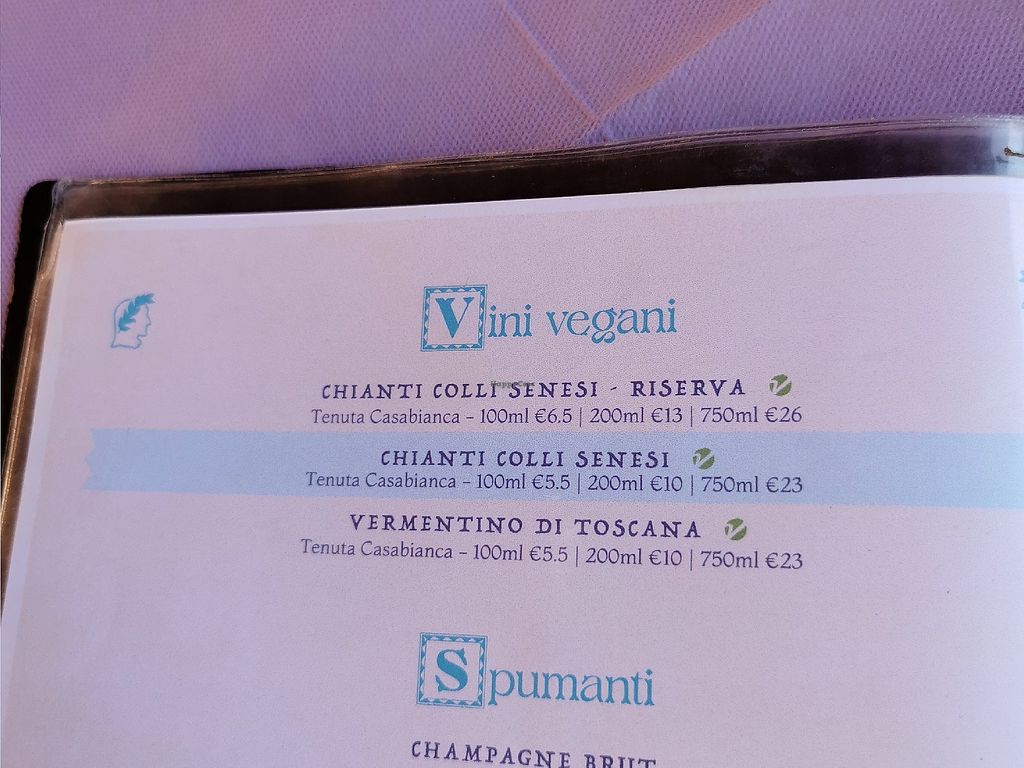 Vini vegani
CHIANTI COLLI SENESI - RISERVA
Tenuta Casabianca - 100ml €6.5 | 200ml €13 | 750ml €26
CHIANTI COLLI SENESI
Tenuta Casabianca - 100ml €5.5 | 200ml €10 | 750ml €23
VERMENTINO DI TOSCANA
Tenuta Casabianca - 100ml €5.5 | 200ml €10 | 750ml €23
Spumanti
CHAMPAGNE BRUT